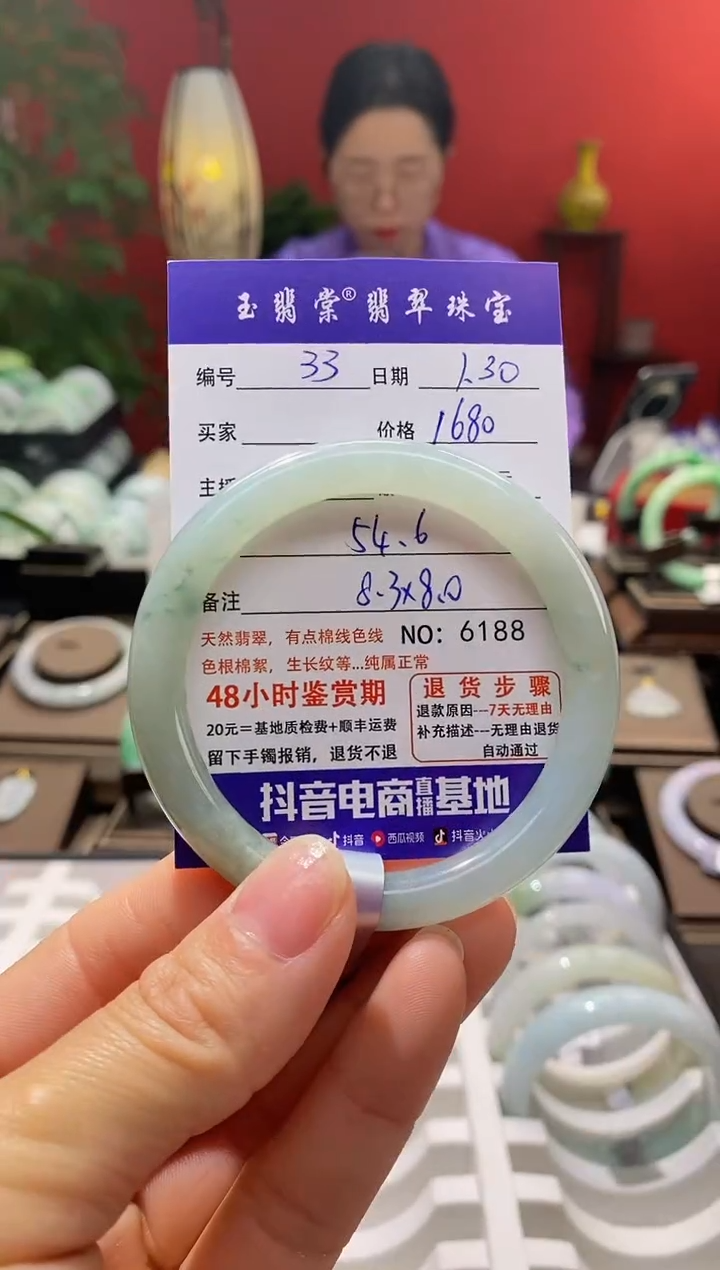 玉翡棠®翡翠珠宝
编号 33 日期 1.30
买家 价格 1680
主播
54.6
备注 8.3x8.0
天然翡翠，有点棉线色线 NO：6188
色根棉絮，生长纹等...纯属正常
48小时鉴赏期 退货步骤
20元=基地质检费+顺丰运费 退款原因---7天无理由
留下手镯报销，退货不退 补充描述---无理由退货
自动通过
抖音电商直播基地
抖音 西瓜视频 抖音火